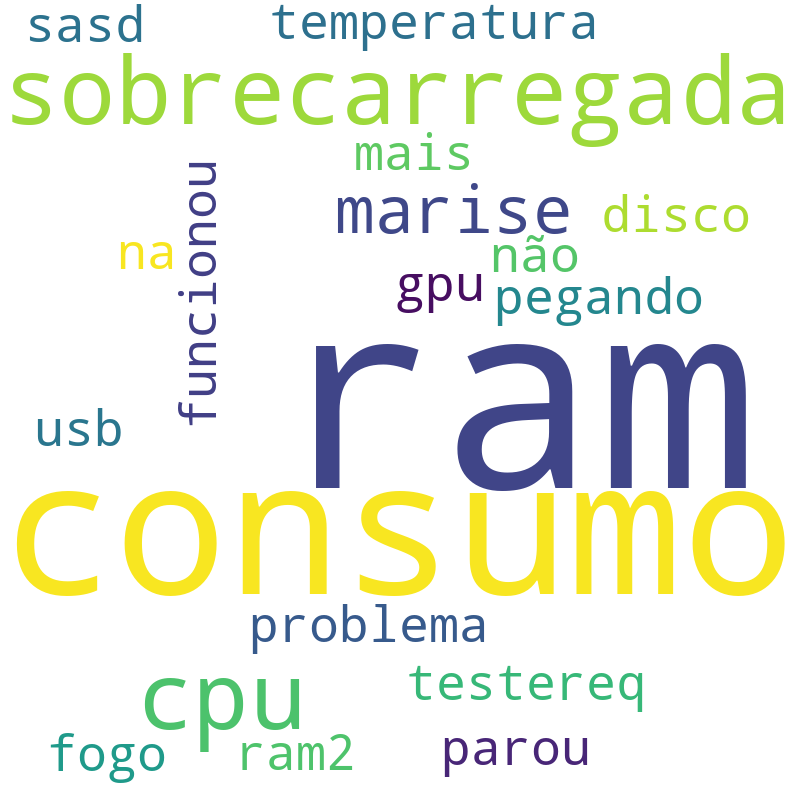 sasd
temperatura
sobrecarregada
mais
funcionou
marise
disco
na
não
gpu
pegando
ram
usb
consumo
problema
cpu
testereq
fogo
ram2
parou